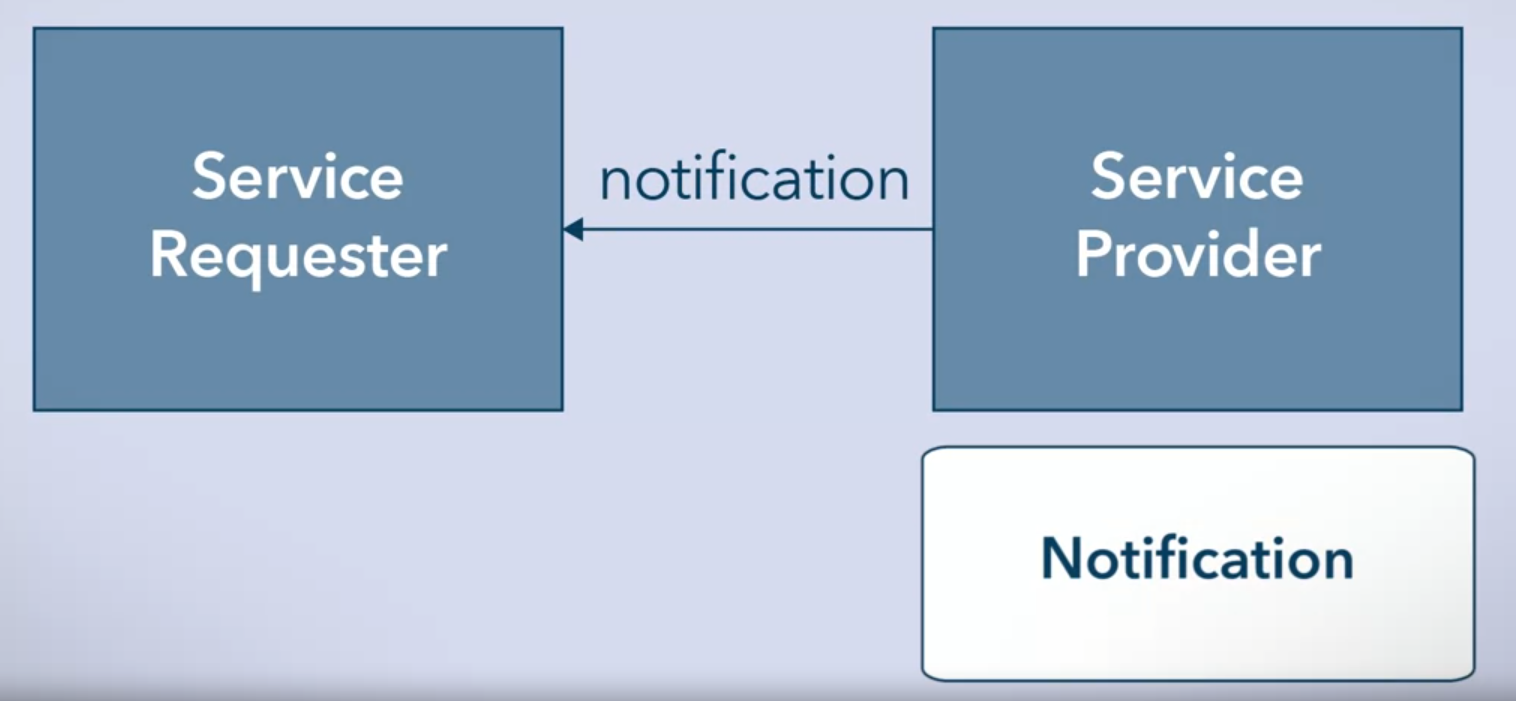 Service
Requester
notification
Service
Provider
Notification